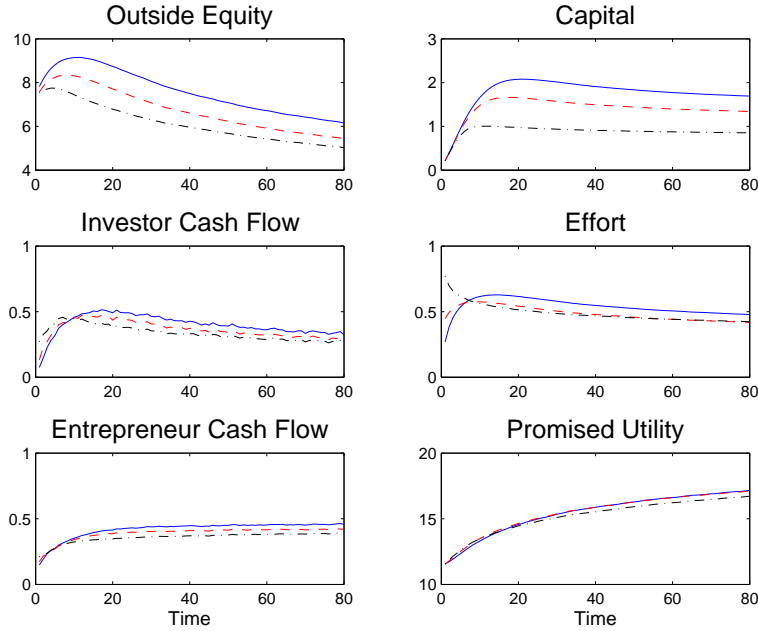 Outside Equity
10
8
6
4
0 20 40 60 80
Capital
3
2
1
0
0 20 40 60 80
Investor Cash Flow
1
0.5
0
0 20 40 60 80
Effort
1
0.5
0
0 20 40 60 80
Entrepreneur Cash Flow
1
0.5
0
0 20 40 60 80
Time
Promised Utility
20
15
10
0 20 40 60 80
Time